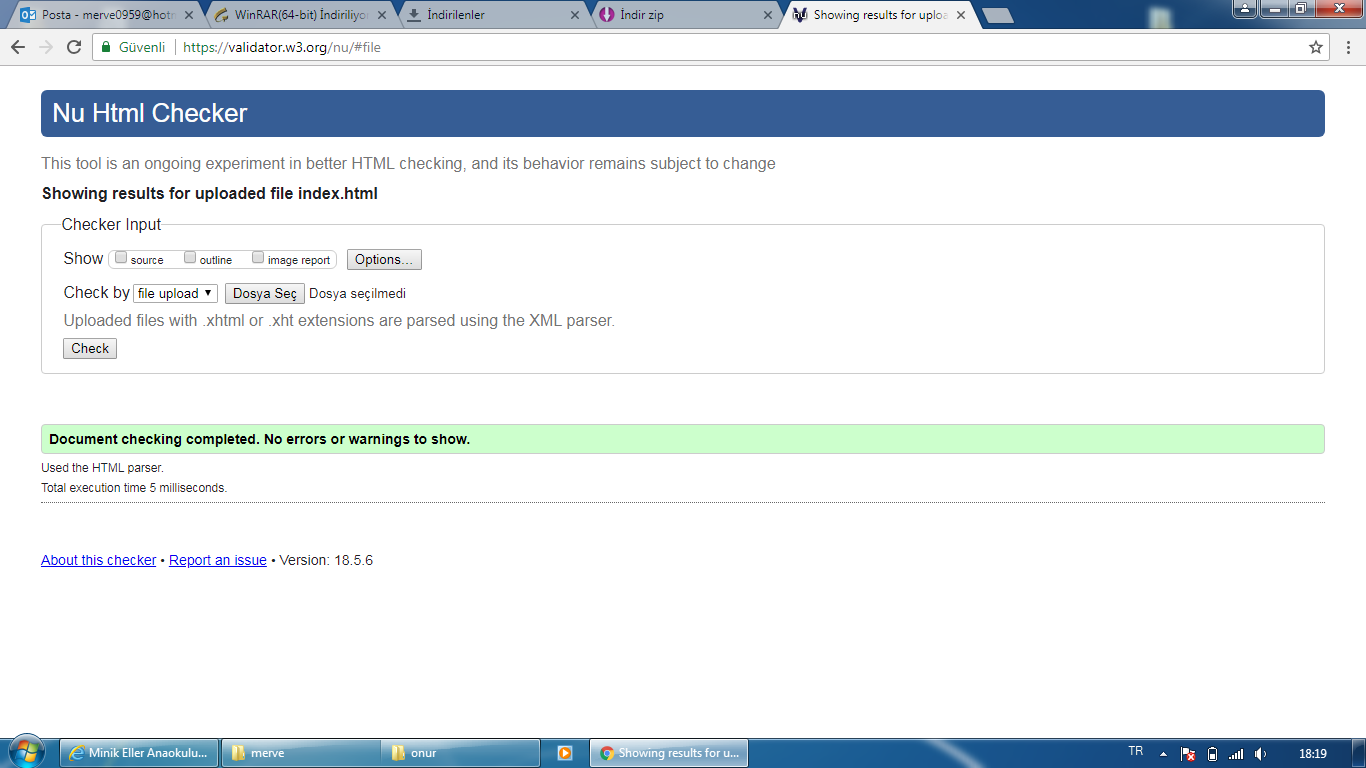 Posta - merve0959@hotm
WinRAR(64-bit) İndiriliyo
İndirilenler
İndir zip
Showing results for uploa
Güvenli https://validator.w3.org/nu/#file
Nu Html Checker
This tool is an ongoing experiment in better HTML checking, and its behavior remains subject to change
Showing results for uploaded file index.html
Checker Input
Show source outline image report Options...
Check by file upload Dosya Seç Dosya seçilmedi
Uploaded files with .xhtml or .xht extensions are parsed using the XML parser.
Check
Document checking completed. No errors or warnings to show.
Used the HTML parser.
Total execution time 5 milliseconds.
About this checker • Report an issue • Version: 18.5.6
Minik Eller Anaokulu... merve onur Showing results for u... TR 18:19